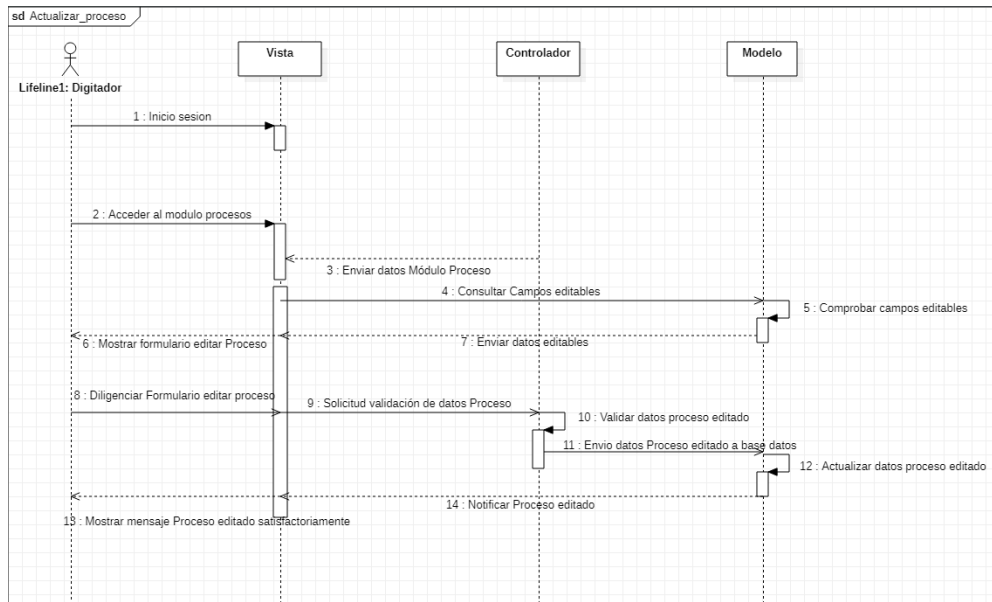 sd Actualizar_proceso
Vista
Controlador
Modelo
Lifeline1: Digitador
1 : Inicio sesion
2 : Acceder al modulo procesos
3 : Enviar datos Módulo Proceso
4 : Consultar Campos editables
5 : Comprobar campos editables
6 : Mostrar formulario editar Proceso
7 : Enviar datos editables
8 : Diligenciar Formulario editar proceso
9 : Solicitud validación de datos Proceso
10 : Validar datos proceso editado
11 : Envio datos Proceso editado a base datos
12 : Actualizar datos proceso editado
14 : Notificar Proceso editado
13 : Mostrar mensaje Proceso editado satisfactoriamente